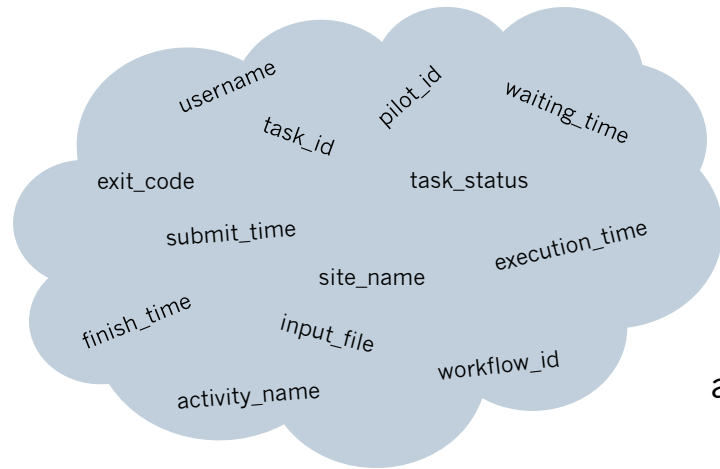 username
pilot_id
waiting_time
task_id
exit_code
task_status
submit_time
execution_time
site_name
finish_time
input_file
workflow_id
activity_name
a